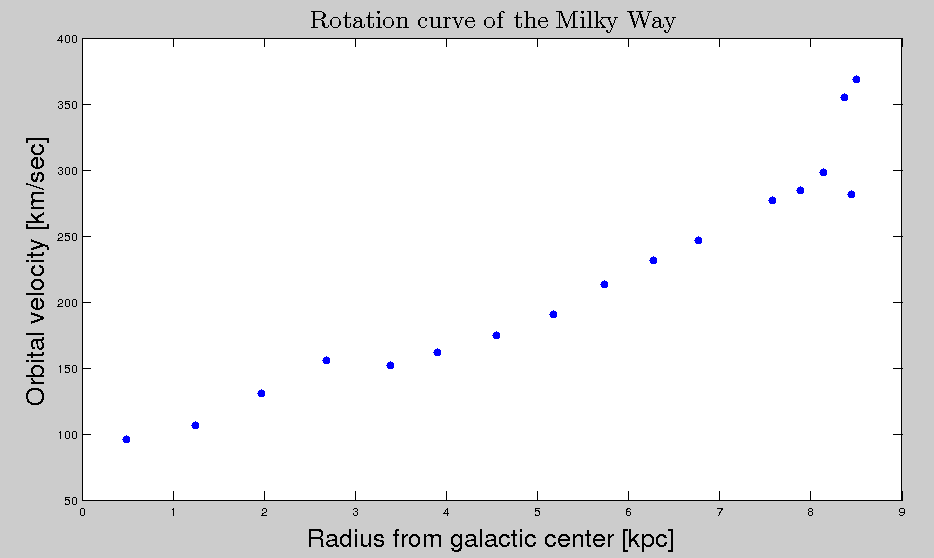 Rotation curve of the Milky Way
400
350
300
250
200
150
100
50
Orbital velocity [km/sec]
0 1 2 3 4 5 6 7 8 9
Radius from galactic center [kpc]